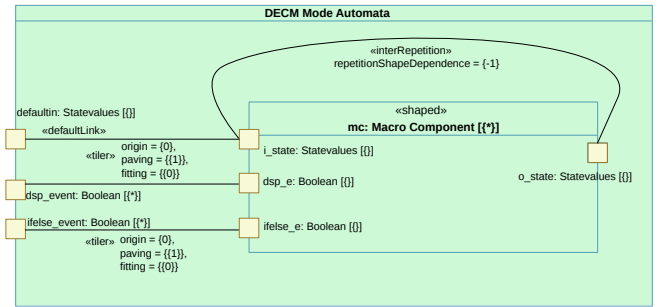 DECM Mode Automata
«interRepetition»
repetitionShapeDependence = {-1}
defaultin: Statevalues [{}]
«defaultLink»
«shaped»
mc: Macro Component [{*}]
«tiler» origin = {0},
paving = {{1}},
fitting = {{0}}
i_state: Statevalues [{}]
o_state: Statevalues [{}]
dsp_event: Boolean [{*}]
dsp_e: Boolean [{}]
ifelse_event: Boolean [{*}]
ifelse_e: Boolean [{}]
«tiler» origin = {0},
paving = {{1}},
fitting = {{0}}